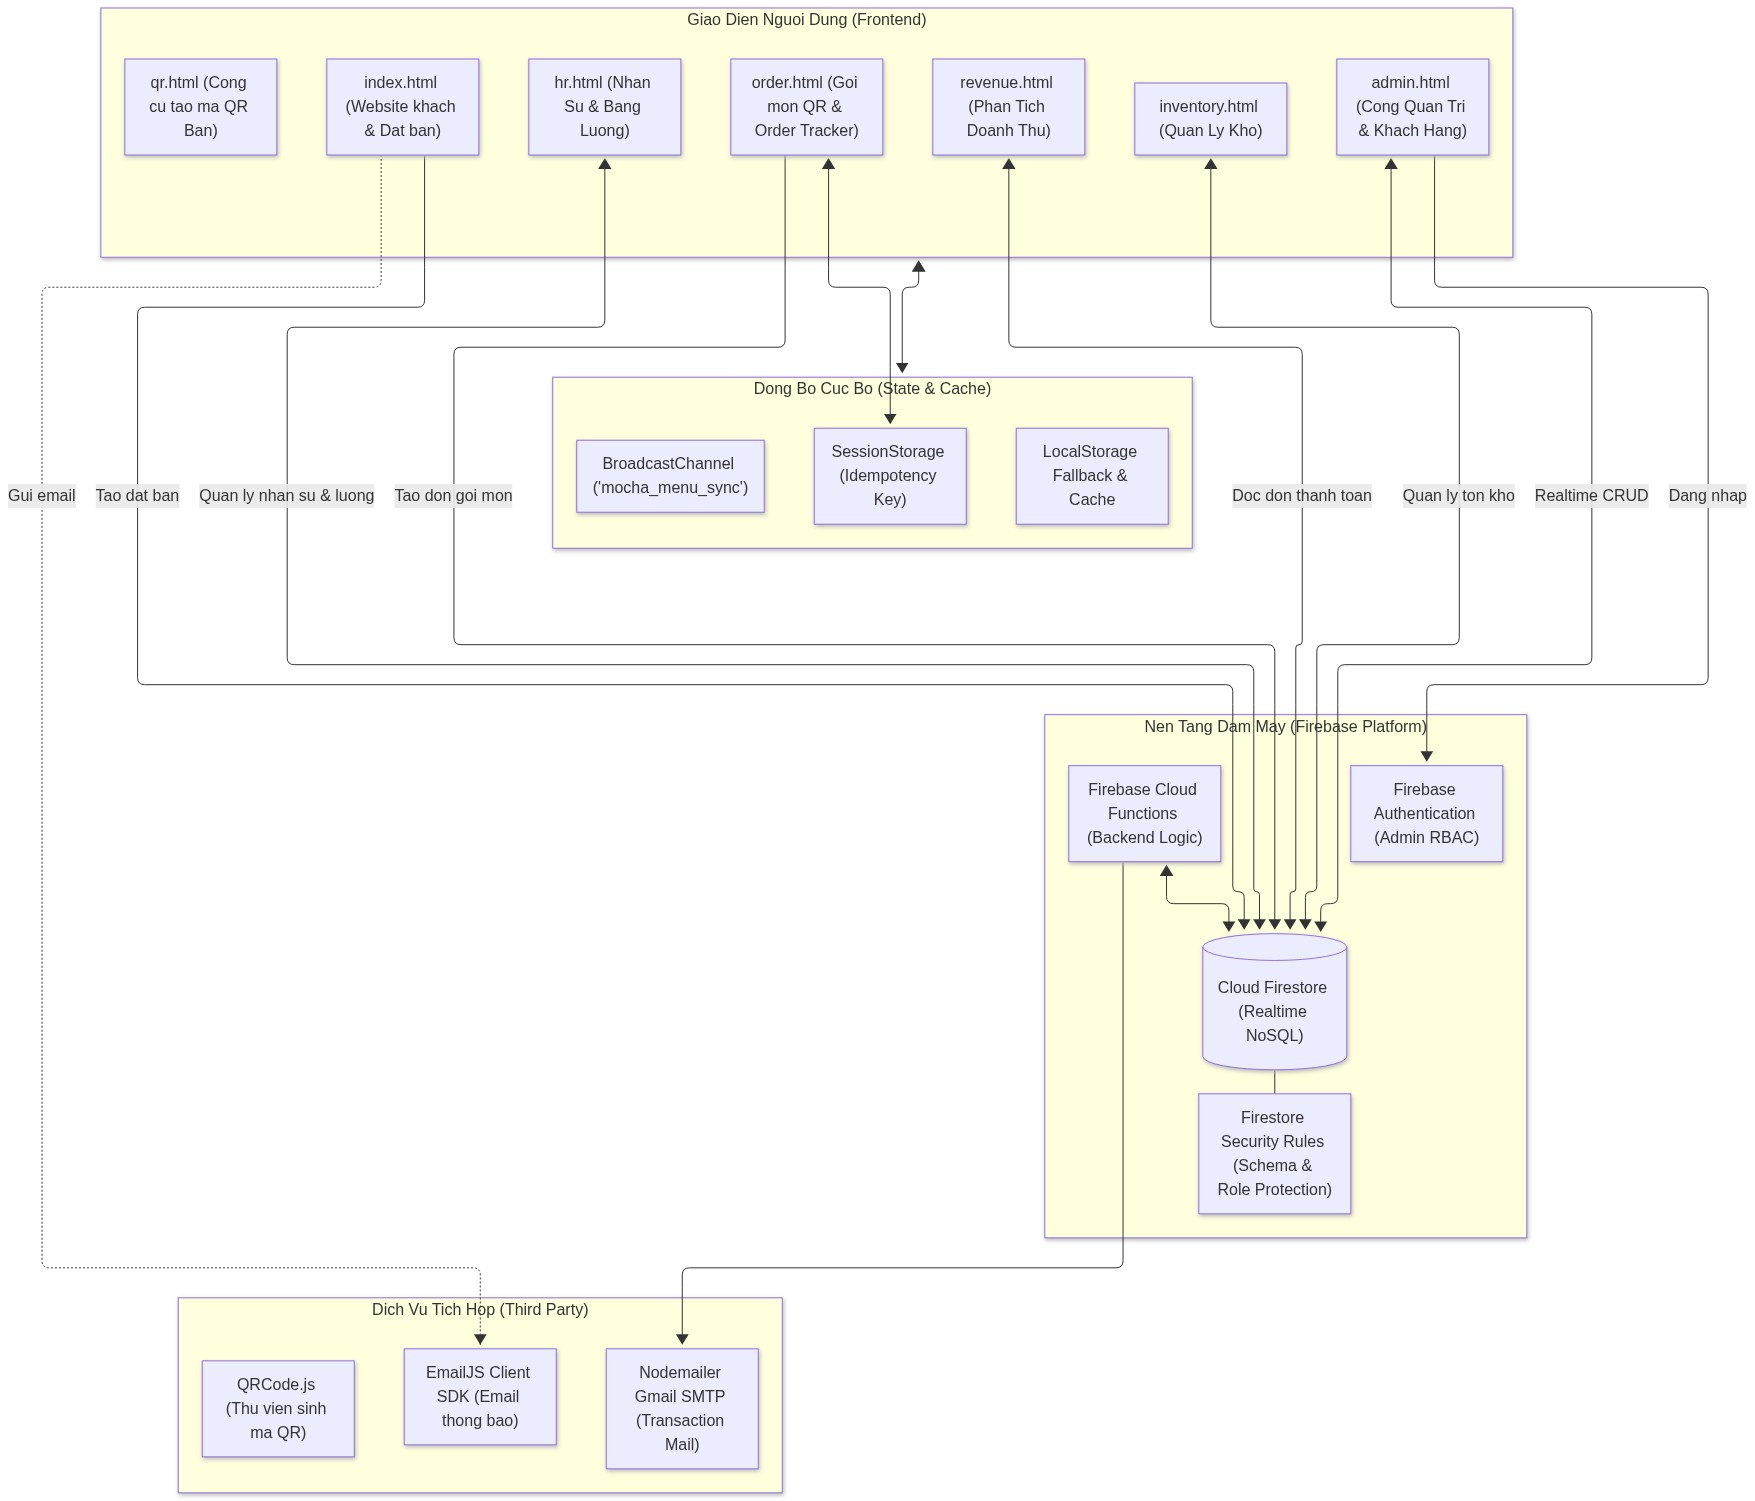 Giao Dien Nguoi Dung (Frontend)
qr.html (Cong
cu tao ma QR
Ban)
index.html
(Website khach
& Dat ban)
hr.html (Nhan
Su & Bang
Luong)
order.html (Goi
mon QR &
Order Tracker)
revenue.html
(Phan Tich
Doanh Thu)
inventory.html
(Quan Ly Kho)
admin.html
(Cong Quan Tri
& Khach Hang)
Dong Bo Cuc Bo (State & Cache)
BroadcastChannel
('mocha_menu_sync')
SessionStorage
(Idempotency
Key)
LocalStorage
Fallback &
Cache
Gui email
Tao dat ban
Quan ly nhan su & luong
Tao don goi mon
Doc don thanh toan
Quan ly ton kho
Realtime CRUD
Dang nhap
Nen Tang Dam May (Firebase Platform)
Firebase Cloud
Functions
(Backend Logic)
Firebase
Authentication
(Admin RBAC)
Cloud Firestore
(Realtime
NoSQL)
Firestore
Security Rules
(Schema &
Role Protection)
Dich Vu Tich Hop (Third Party)
QRCode.js
(Thu vien sinh
ma QR)
EmailJS Client
SDK (Email
thong bao)
Nodemailer
Gmail SMTP
(Transaction
Mail)